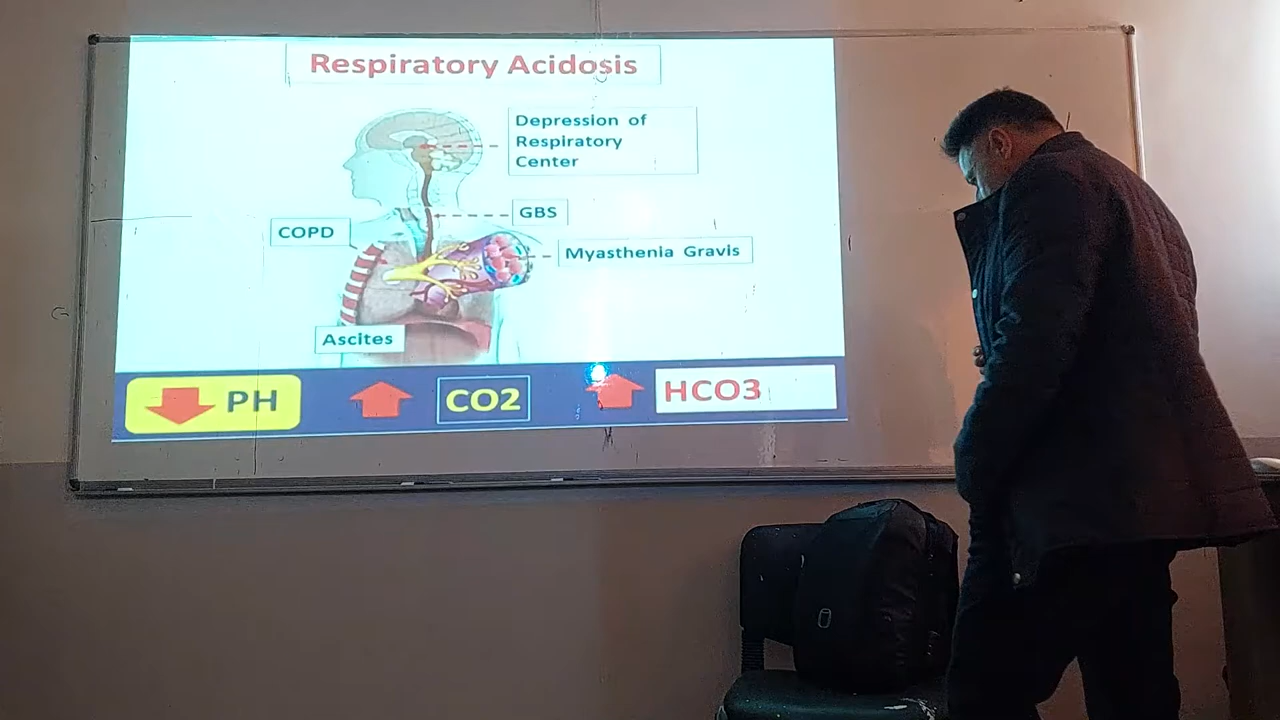 Respiratory Acidosis
Depression of
Respiratory
Center
GBS
COPD
Myasthenia Gravis
Ascites
PH
CO2
HCO3